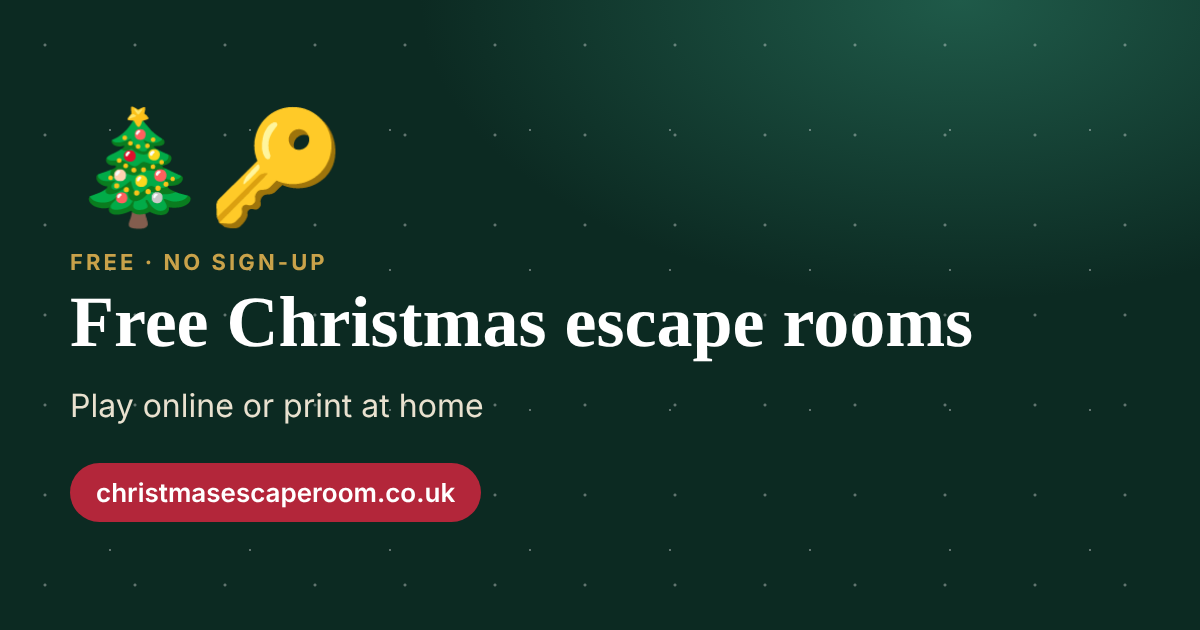 FREE · NO SIGN-UP
Free Christmas escape rooms
Play online or print at home
christmasescaperoom.co.uk